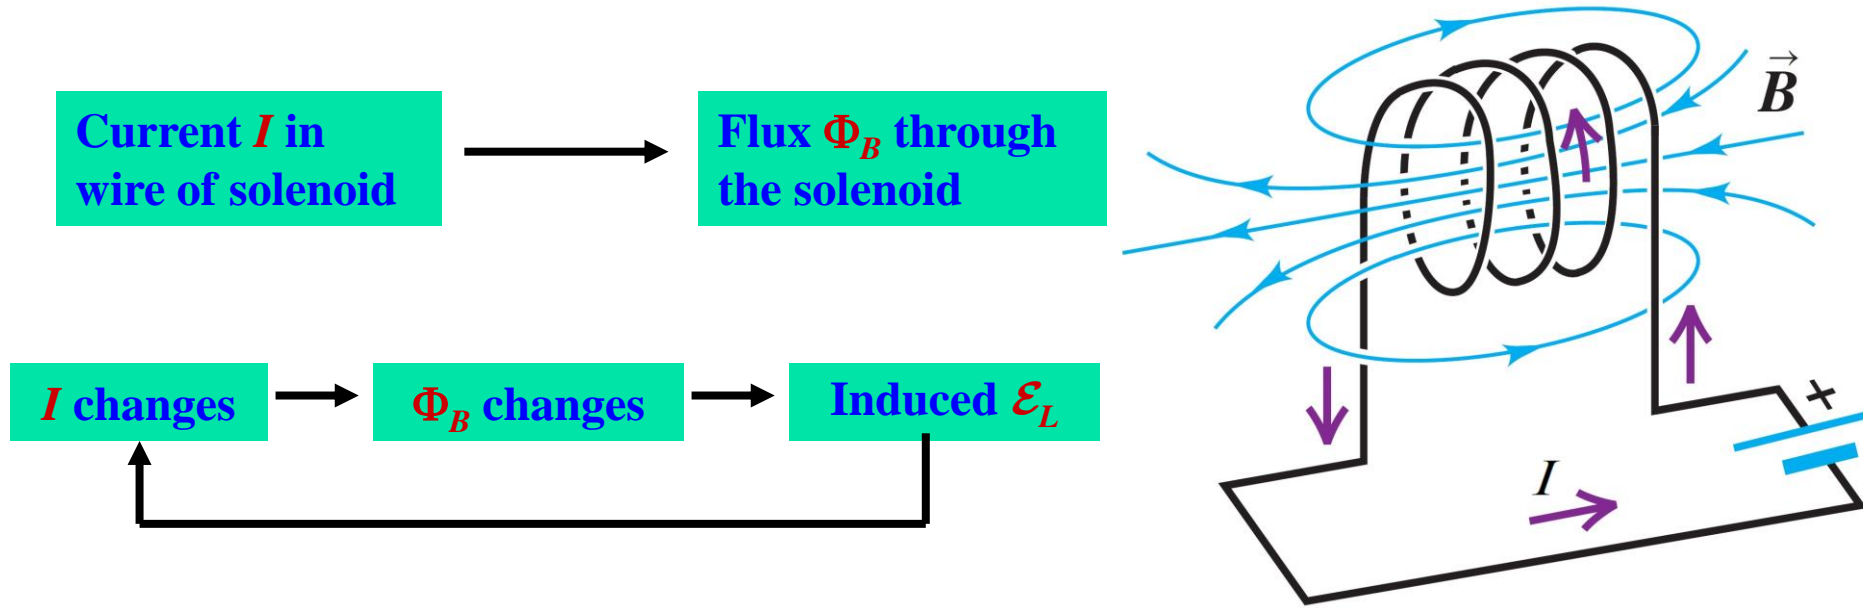 Current I in
wire of solenoid
Flux Φ_B through
the solenoid
I changes
Φ_B changes
Induced ℰ_L
B⃗
+
I